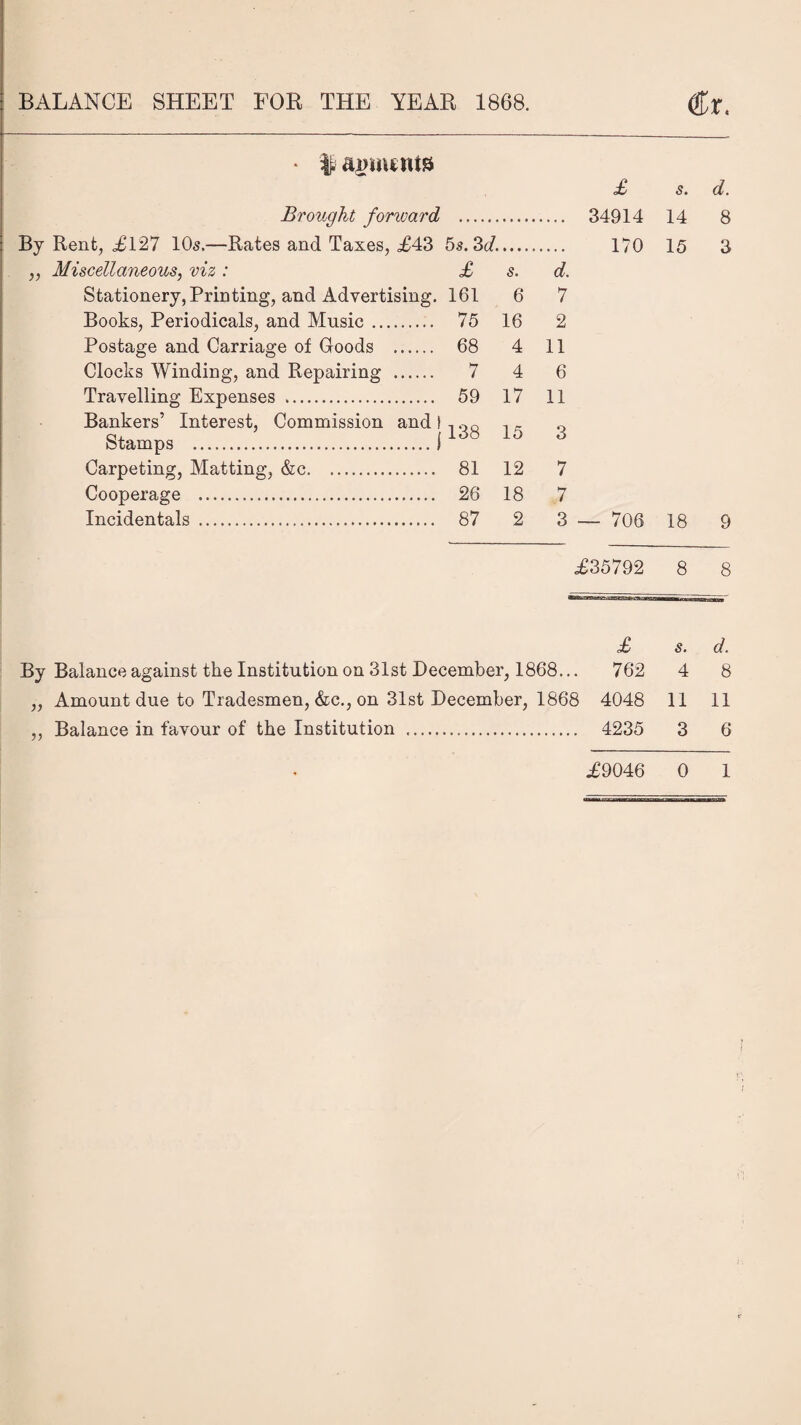 BALANCE SHEET FOR THE YEAR 1868. Cr.
Payments
£ s. d.
Brought forward .............. 34914 14 8
By Rent, £127 10s.—Rates and Taxes, £43 5s. 3d.......... 170 15 3
,, Miscellaneous, viz : £ s. d.
Stationery, Printing, and Advertising. 161 6 7
Books, Periodicals, and Music ......... 75 16 2
Postage and Carriage of Goods ...... 68 4 11
Clocks Winding, and Repairing ...... 7 4 6
Travelling Expenses ..................... 59 17 11
Bankers' Interest, Commission and } 138 15 3
Stamps ................................. }
Carpeting, Matting, &c. ............... 81 12 7
Cooperage ................................. 26 18 7
Incidentals ................................. 87 2 3 — 706 18 9
£35792 8 8
£ s. d.
By Balance against the Institution on 31st December, 1868... 762 4 8
,, Amount due to Tradesmen, &c., on 31st December, 1868 4048 11 11
,, Balance in favour of the Institution ........................ 4235 3 6
£9046 0 1